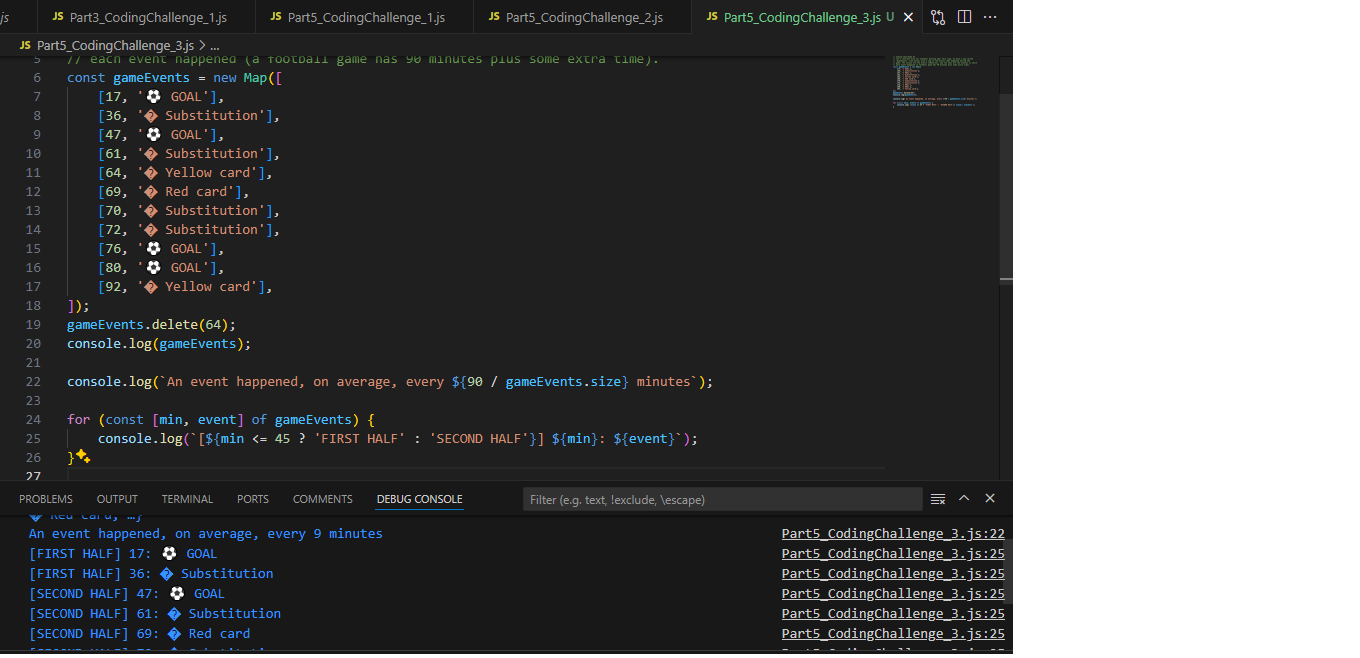 js JS Part3_CodingChallenge_1.js JS Part5_CodingChallenge_1.js JS Part5_CodingChallenge_2.js JS Part5_CodingChallenge_3.js U
JS Part5_CodingChallenge_3.js > ...
5 // each event happened (a football game has 90 minutes plus some extra time).
6 const gameEvents = new Map([
7 [17, '⚽ GOAL'],
8 [36, '� Substitution'],
9 [47, '⚽ GOAL'],
10 [61, '� Substitution'],
11 [64, '� Yellow card'],
12 [69, '� Red card'],
13 [70, '� Substitution'],
14 [72, '� Substitution'],
15 [76, '⚽ GOAL'],
16 [80, '⚽ GOAL'],
17 [92, '� Yellow card'],
18 ]);
19 gameEvents.delete(64);
20 console.log(gameEvents);
21
22 console.log(`An event happened, on average, every ${90 / gameEvents.size} minutes`);
23
24 for (const [min, event] of gameEvents) {
25 console.log(`[${min <= 45 ? 'FIRST HALF' : 'SECOND HALF'}] ${min}: ${event}`);
26 }
27
PROBLEMS OUTPUT TERMINAL PORTS COMMENTS DEBUG CONSOLE Filter (e.g. text, !exclude, \escape)
� Red card, …}
An event happened, on average, every 9 minutes Part5_CodingChallenge_3.js:22
[FIRST HALF] 17: ⚽ GOAL Part5_CodingChallenge_3.js:25
[FIRST HALF] 36: � Substitution Part5_CodingChallenge_3.js:25
[SECOND HALF] 47: ⚽ GOAL Part5_CodingChallenge_3.js:25
[SECOND HALF] 61: � Substitution Part5_CodingChallenge_3.js:25
[SECOND HALF] 69: � Red card Part5_CodingChallenge_3.js:25